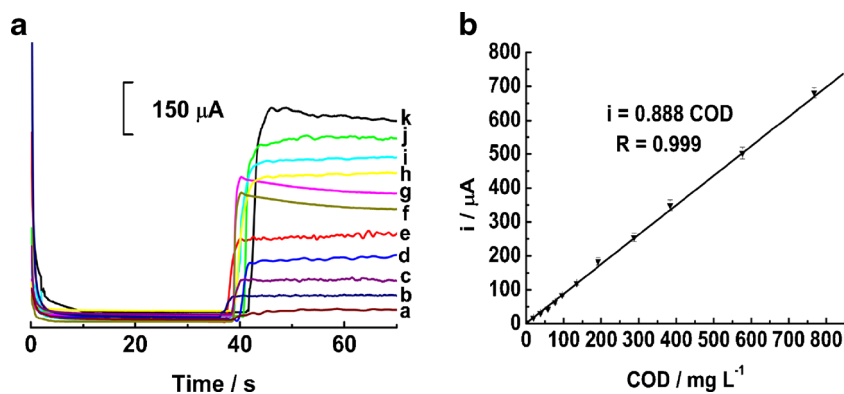 a
150 µA
k
j
i
h
g
f
e
d
c
b
a
0 20 40 60
Time / s
b
800
700
600
500
400
300
200
100
0
i / µA
i = 0.888 COD
R = 0.999
0 100 200 300 400 500 600 700 800
COD / mg L⁻¹